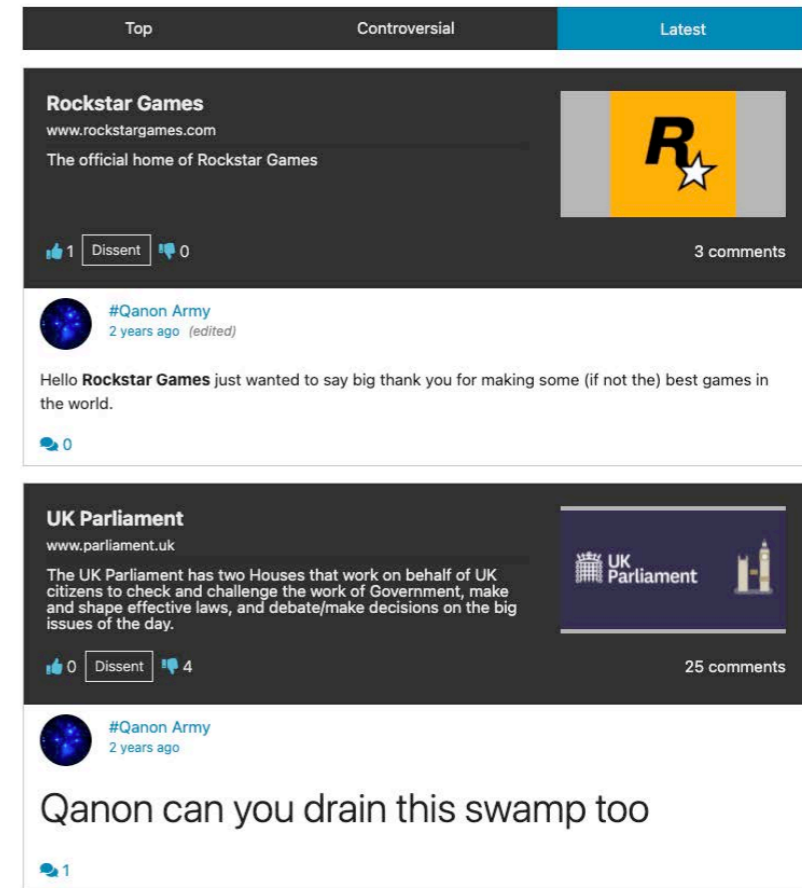 Top Controversial Latest
Rockstar Games
www.rockstargames.com
The official home of Rockstar Games
R
1 Dissent 0 3 comments
#Qanon Army
2 years ago (edited)
Hello Rockstar Games just wanted to say big thank you for making some (if not the) best games in
the world.
0
UK Parliament
www.parliament.uk
The UK Parliament has two Houses that work on behalf of UK
citizens to check and challenge the work of Government, make
and shape effective laws, and debate/make decisions on the big
issues of the day.
UK
Parliament
0 Dissent 4 25 comments
#Qanon Army
2 years ago
Qanon can you drain this swamp too
1